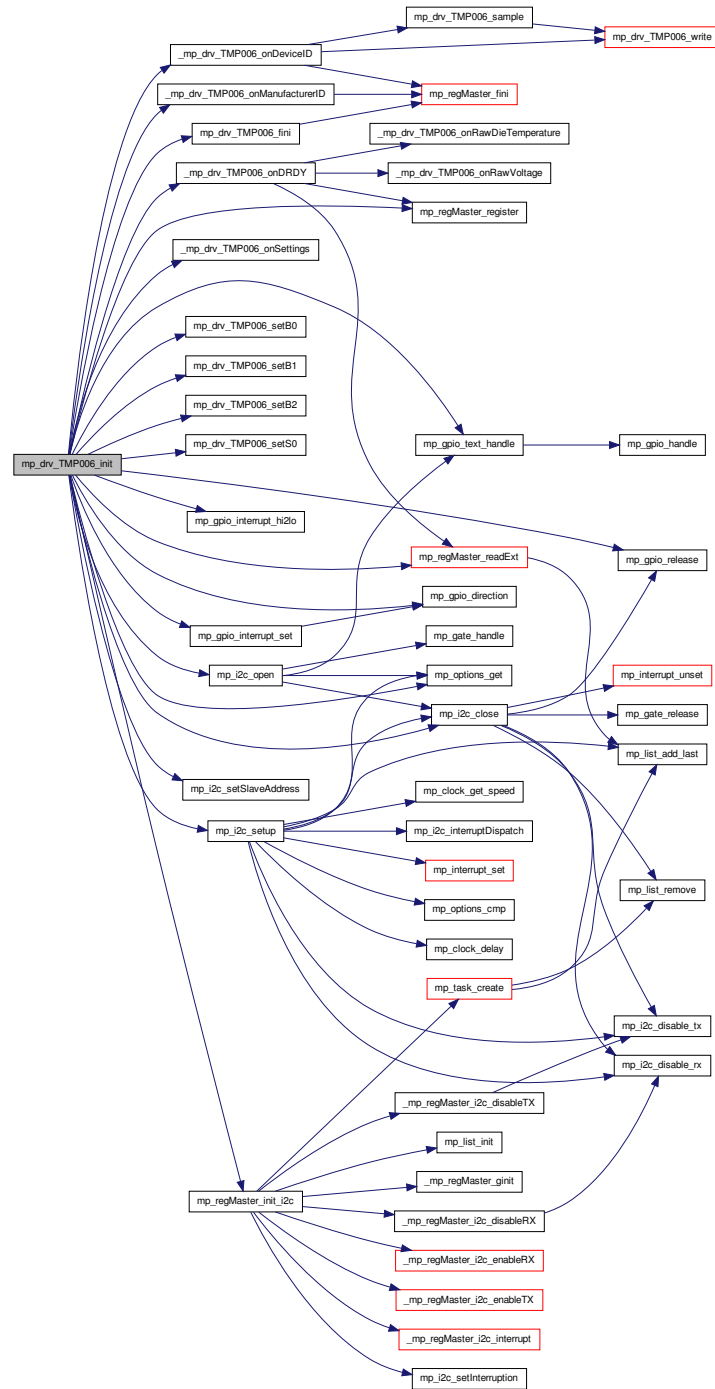 mp_drv_TMP006_sample
mp_drv_TMP006_write
_mp_drv_TMP006_onDeviceID
_mp_drv_TMP006_onManufacturerID
mp_regMaster_fini
mp_drv_TMP006_fini
_mp_drv_TMP006_onRawDieTemperature
_mp_drv_TMP006_onDRDY
_mp_drv_TMP006_onRawVoltage
mp_regMaster_register
_mp_drv_TMP006_onSettings
mp_drv_TMP006_setB0
mp_drv_TMP006_setB1
mp_drv_TMP006_setB2
mp_drv_TMP006_setS0
mp_gpio_text_handle
mp_gpio_handle
mp_drv_TMP006_init
mp_gpio_interrupt_hi2lo
mp_regMaster_readExt
mp_gpio_release
mp_gpio_direction
mp_gpio_interrupt_set
mp_gate_handle
mp_i2c_open
mp_options_get
mp_interrupt_unset
mp_i2c_close
mp_gate_release
mp_list_add_last
mp_i2c_setSlaveAddress
mp_clock_get_speed
mp_i2c_setup
mp_i2c_interruptDispatch
mp_interrupt_set
mp_list_remove
mp_options_cmp
mp_clock_delay
mp_task_create
mp_i2c_disable_tx
mp_i2c_disable_rx
_mp_regMaster_i2c_disableTX
mp_list_init
_mp_regMaster_ginit
mp_regMaster_init_i2c
_mp_regMaster_i2c_disableRX
_mp_regMaster_i2c_enableRX
_mp_regMaster_i2c_enableTX
_mp_regMaster_i2c_interrupt
mp_i2c_setInterruption